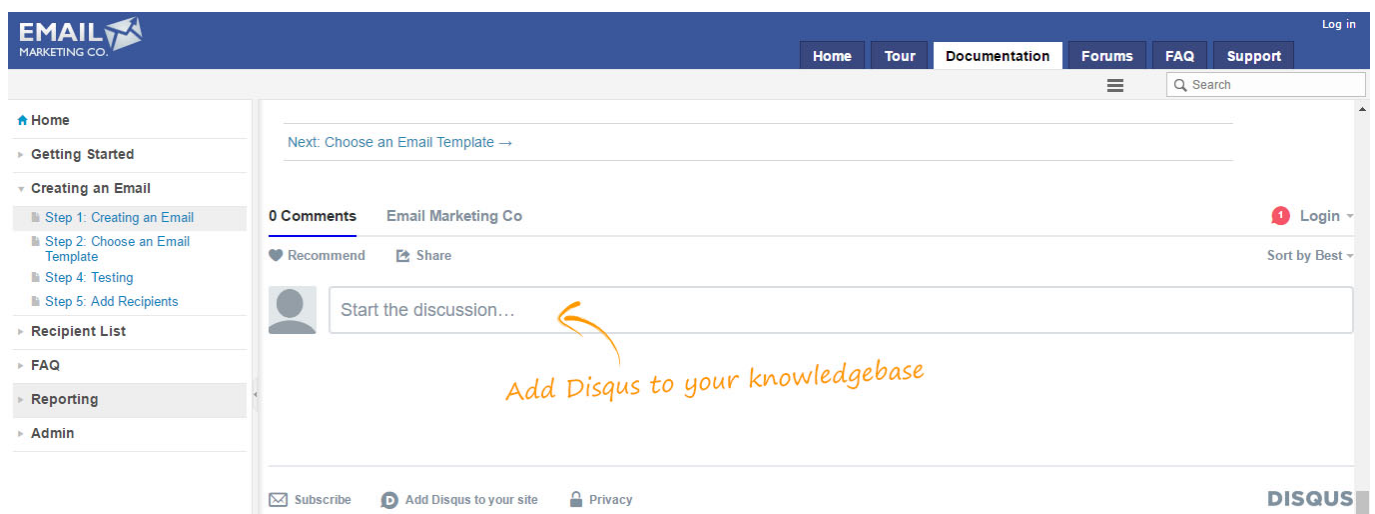 EMAIL
MARKETING CO.
Log in
Home Tour Documentation Forums FAQ Support
Search
Home
Getting Started
Creating an Email
Step 1: Creating an Email
Step 2: Choose an Email
Template
Step 4: Testing
Step 5: Add Recipients
Recipient List
FAQ
Reporting
Admin
Next: Choose an Email Template →
0 Comments Email Marketing Co 1 Login
Recommend Share Sort by Best
Start the discussion…
Add Disqus to your knowledgebase
Subscribe D Add Disqus to your site Privacy DISQUS